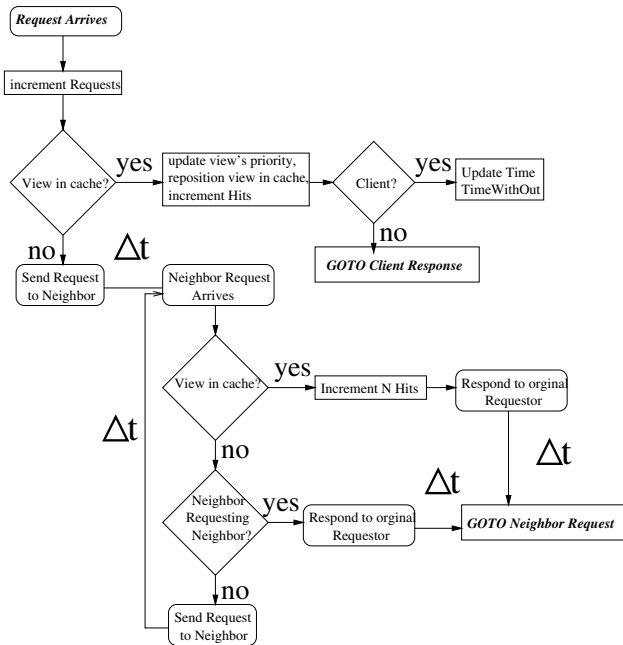 Request Arrives
increment Requests
View in cache?
yes
update view's priority,
reposition view in cache,
increment Hits
Client?
yes
Update Time
TimeWithOut
no
GOTO Client Response
no
Δt
Send Request
to Neighbor
Neighbor Request
Arrives
View in cache?
yes
Increment N Hits
Respond to orginal
Requestor
Δt
no
Δt
Neighbor
Requesting
Neighbor?
yes
Respond to orginal
Requestor
Δt
GOTO Neighbor Request
no
Send Request
to Neighbor